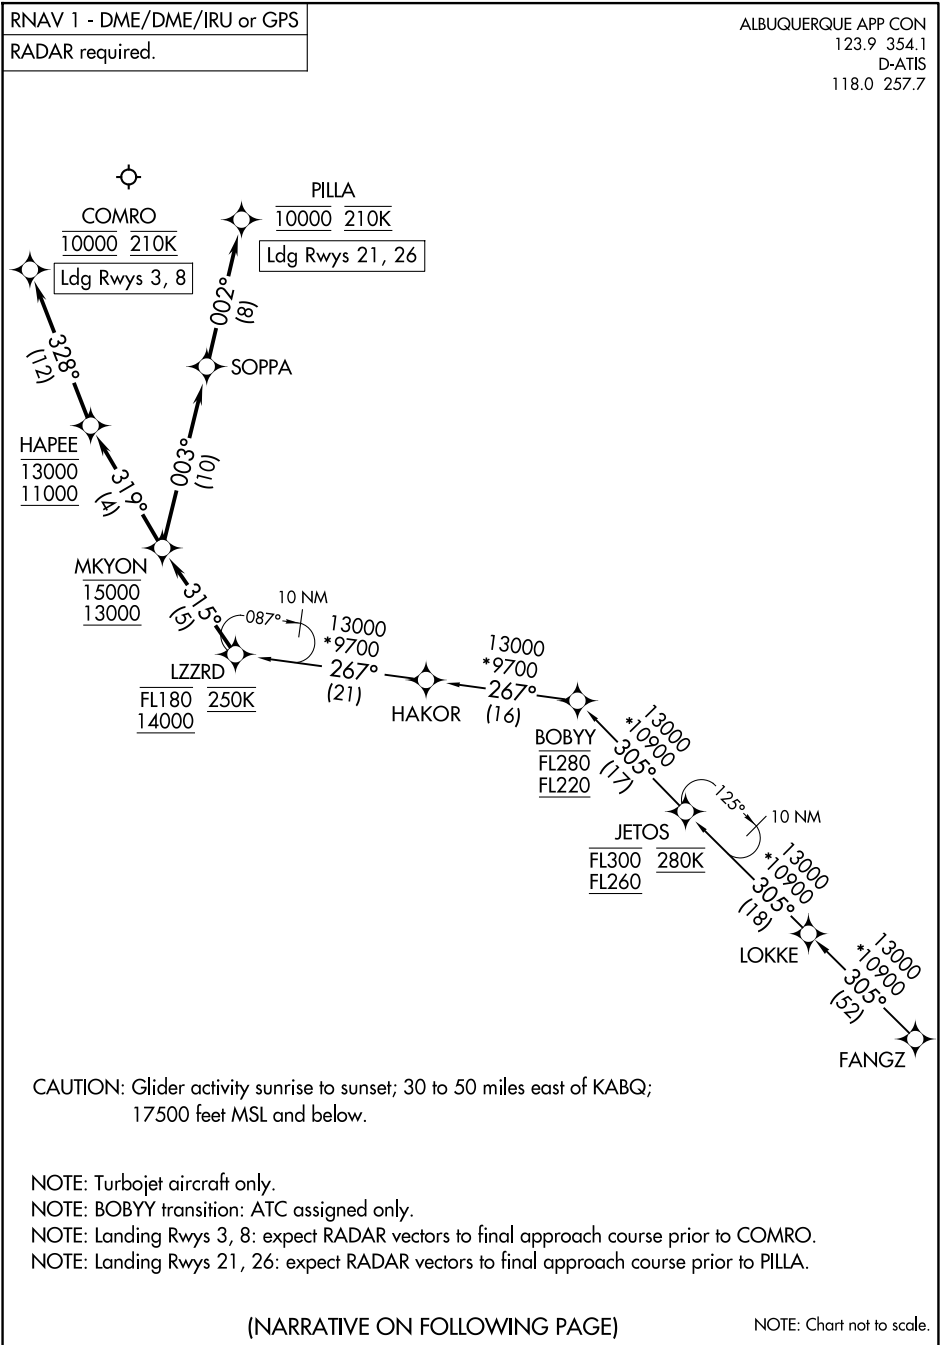 RNAV 1 - DME/DME/IRU or GPS
RADAR required.
ALBUQUERQUE APP CON
123.9 354.1
D-ATIS
118.0 257.7
COMRO
10000 210K
Ldg Rwys 3, 8
PILLA
10000 210K
Ldg Rwys 21, 26
002°
(8)
328°
(12)
SOPPA
HAPEE
13000
11000
003°
(10)
319°
(4)
MKYON
15000
13000
315°
(5)
087°
10 NM
LZZRD
FL180 250K
14000
13000
*9700
267°
(21)
HAKOR
13000
*9700
267°
(16)
BOBYY
FL280
FL220
13000
*10900
305°
(17)
125°
10 NM
JETOS
FL300 280K
FL260
13000
*10900
305°
(18)
LOKKE
13000
*10900
305°
(52)
FANGZ
CAUTION: Glider activity sunrise to sunset; 30 to 50 miles east of KABQ;
17500 feet MSL and below.
NOTE: Turbojet aircraft only.
NOTE: BOBYY transition: ATC assigned only.
NOTE: Landing Rwys 3, 8: expect RADAR vectors to final approach course prior to COMRO.
NOTE: Landing Rwys 21, 26: expect RADAR vectors to final approach course prior to PILLA.
(NARRATIVE ON FOLLOWING PAGE)
NOTE: Chart not to scale.